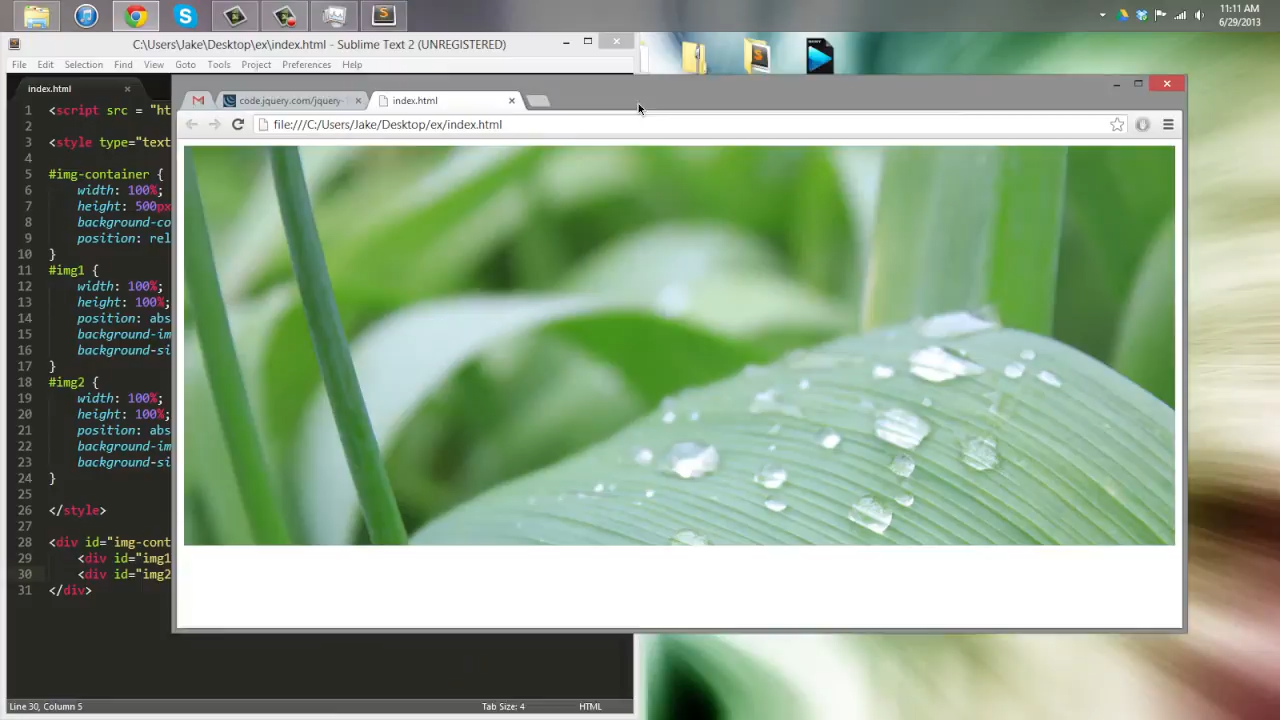 11:11 AM
6/29/2013
C:\Users\Jake\Desktop\ex\index.html - Sublime Text 2 (UNREGISTERED)
File Edit Selection Find View Goto Tools Project Preferences Help
index.html
code.jquery.com/jquery-
index.html
file:///C:/Users/Jake/Desktop/ex/index.html
1 <script src = "ht
2
3 <style type="text
4
5 #img-container {
6 width: 100%;
7 height: 500px
8 background-co
9 position: rel
10 }
11 #img1 {
12 width: 100%;
13 height: 100%;
14 position: abs
15 background-im
16 background-si
17 }
18 #img2 {
19 width: 100%;
20 height: 100%;
21 position: abs
22 background-im
23 background-si
24 }
25
26 </style>
27
28 <div id="img-cont
29 <div id="img1
30 <div id="img2
31 </div>
Line 30, Column 5 Tab Size: 4 HTML